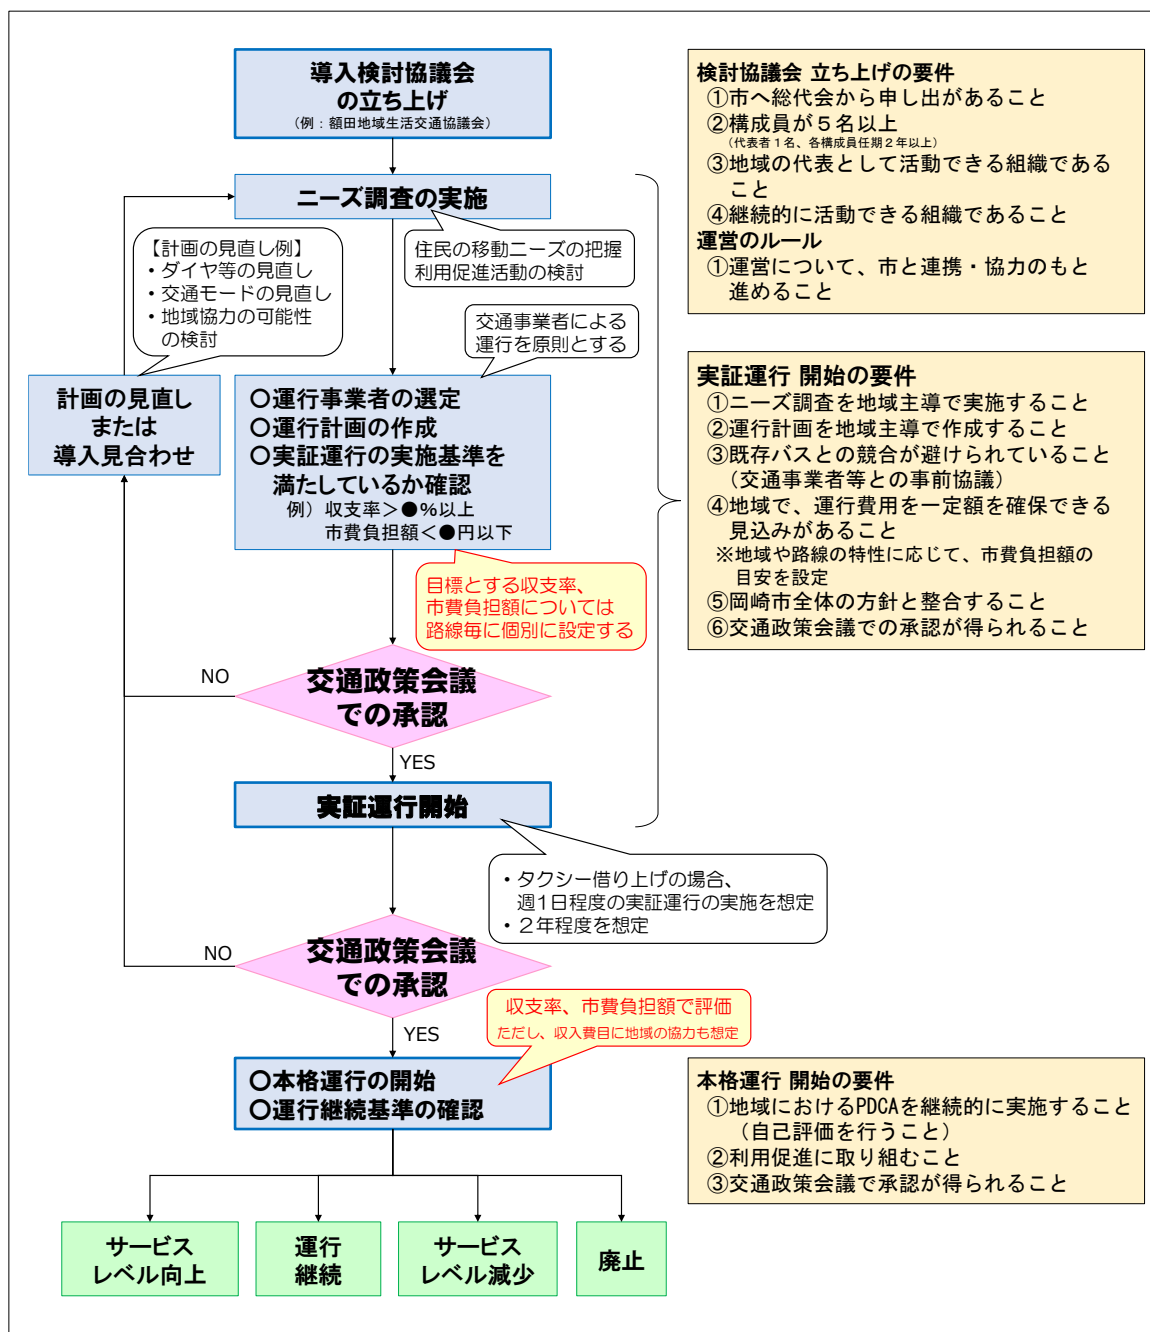 導入検討協議会
の立ち上げ
（例：額田地域生活交通協議会）
検討協議会 立ち上げの要件
①市へ総代会から申し出があること
②構成員が５名以上
（代表者１名、各構成員任期２年以上）
③地域の代表として活動できる組織である
こと
④継続的に活動できる組織であること
運営のルール
①運営について、市と連携・協力のもと
進めること
ニーズ調査の実施
住民の移動ニーズの把握
利用促進活動の検討
【計画の見直し例】
・ダイヤ等の見直し
・交通モードの見直し
・地域協力の可能性
の検討
交通事業者による
運行を原則とする
計画の見直し
または
導入見合わせ
○運行事業者の選定
○運行計画の作成
○実証運行の実施基準を
満たしているか確認
例）収支率＞●％以上
市費負担額＜●円以下
実証運行 開始の要件
①ニーズ調査を地域主導で実施すること
②運行計画を地域主導で作成すること
③既存バスとの競合が避けられていること
（交通事業者等との事前協議）
④地域で、運行費用を一定額を確保できる
見込みがあること
※地域や路線の特性に応じて、市費負担額の
目安を設定
⑤岡崎市全体の方針と整合すること
⑥交通政策会議での承認が得られること
目標とする収支率、
市費負担額については
路線毎に個別に設定する
NO
交通政策会議
での承認
YES
実証運行開始
・タクシー借り上げの場合、
週1日程度の実証運行の実施を想定
・２年程度を想定
NO
交通政策会議
での承認
YES
収支率、市費負担額で評価
ただし、収入費目に地域の協力も想定
○本格運行の開始
○運行継続基準の確認
本格運行 開始の要件
①地域におけるPDCAを継続的に実施すること
（自己評価を行うこと）
②利用促進に取り組むこと
③交通政策会議で承認が得られること
サービス
レベル向上
運行
継続
サービス
レベル減少
廃止